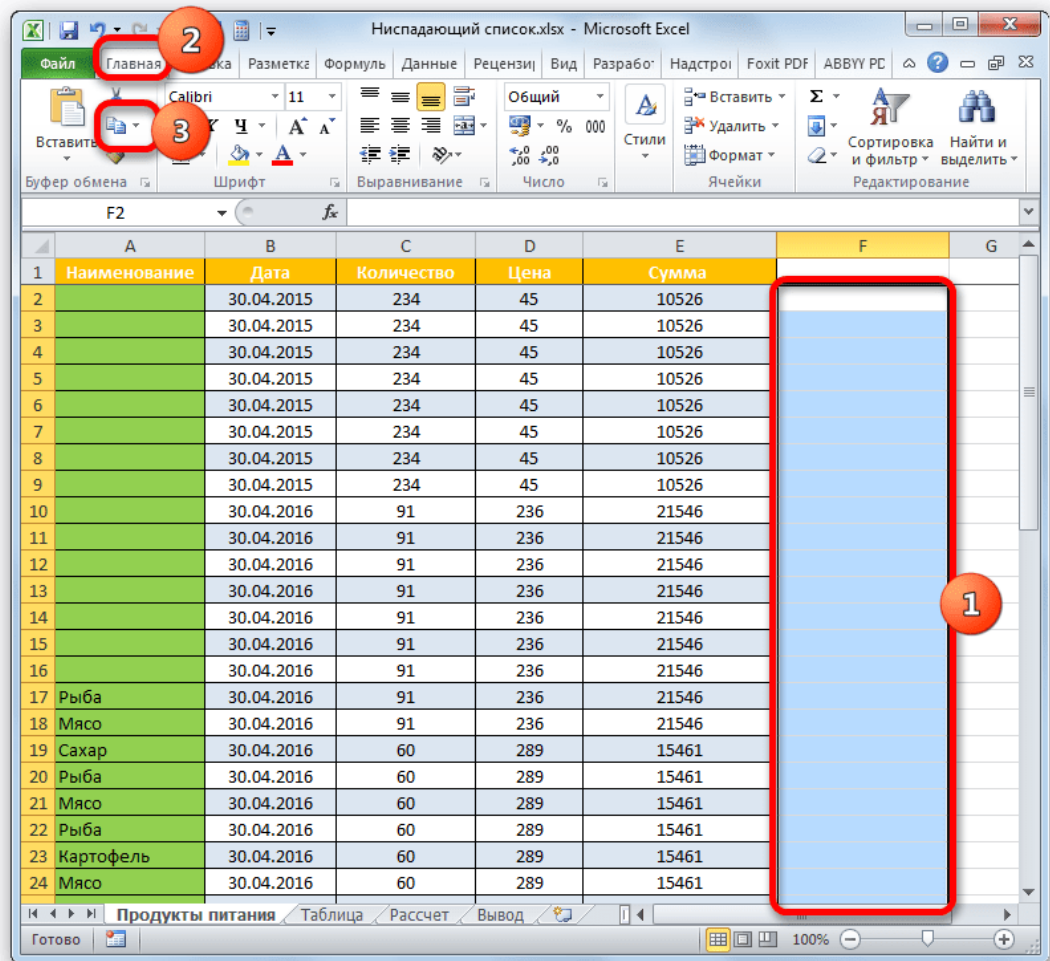 Ниспадающий список.xlsx - Microsoft Excel
2
Файл Главная Разметка Формуль Данные Рецензи Вид Разработ Надстрої Foxit PDF ABBYY PD
Calibri 11 Общий Вставить Σ
3 Ч A A % 000 Удалить
Вставить A Стили Формат Сортировка и фильтр Найти и выделить
Буфер обмена Шрифт Выравнивание Число Ячейки Редактирование
F2 fx
A B C D E F G
1 Наименование Дата Количество Цена Сумма
2 30.04.2015 234 45 10526
3 30.04.2015 234 45 10526
4 30.04.2015 234 45 10526
5 30.04.2015 234 45 10526
6 30.04.2015 234 45 10526
7 30.04.2015 234 45 10526
8 30.04.2015 234 45 10526
9 30.04.2015 234 45 10526
10 30.04.2016 91 236 21546
11 30.04.2016 91 236 21546
12 30.04.2016 91 236 21546
13 30.04.2016 91 236 21546
14 30.04.2016 91 236 21546
1
15 30.04.2016 91 236 21546
16 30.04.2016 91 236 21546
17 Рыба 30.04.2016 91 236 21546
18 Мясо 30.04.2016 91 236 21546
19 Сахар 30.04.2016 60 289 15461
20 Рыба 30.04.2016 60 289 15461
21 Мясо 30.04.2016 60 289 15461
22 Рыба 30.04.2016 60 289 15461
23 Картофель 30.04.2016 60 289 15461
24 Мясо 30.04.2016 60 289 15461
Продукты питания Таблица Рассчет Вывод
Готово 100%